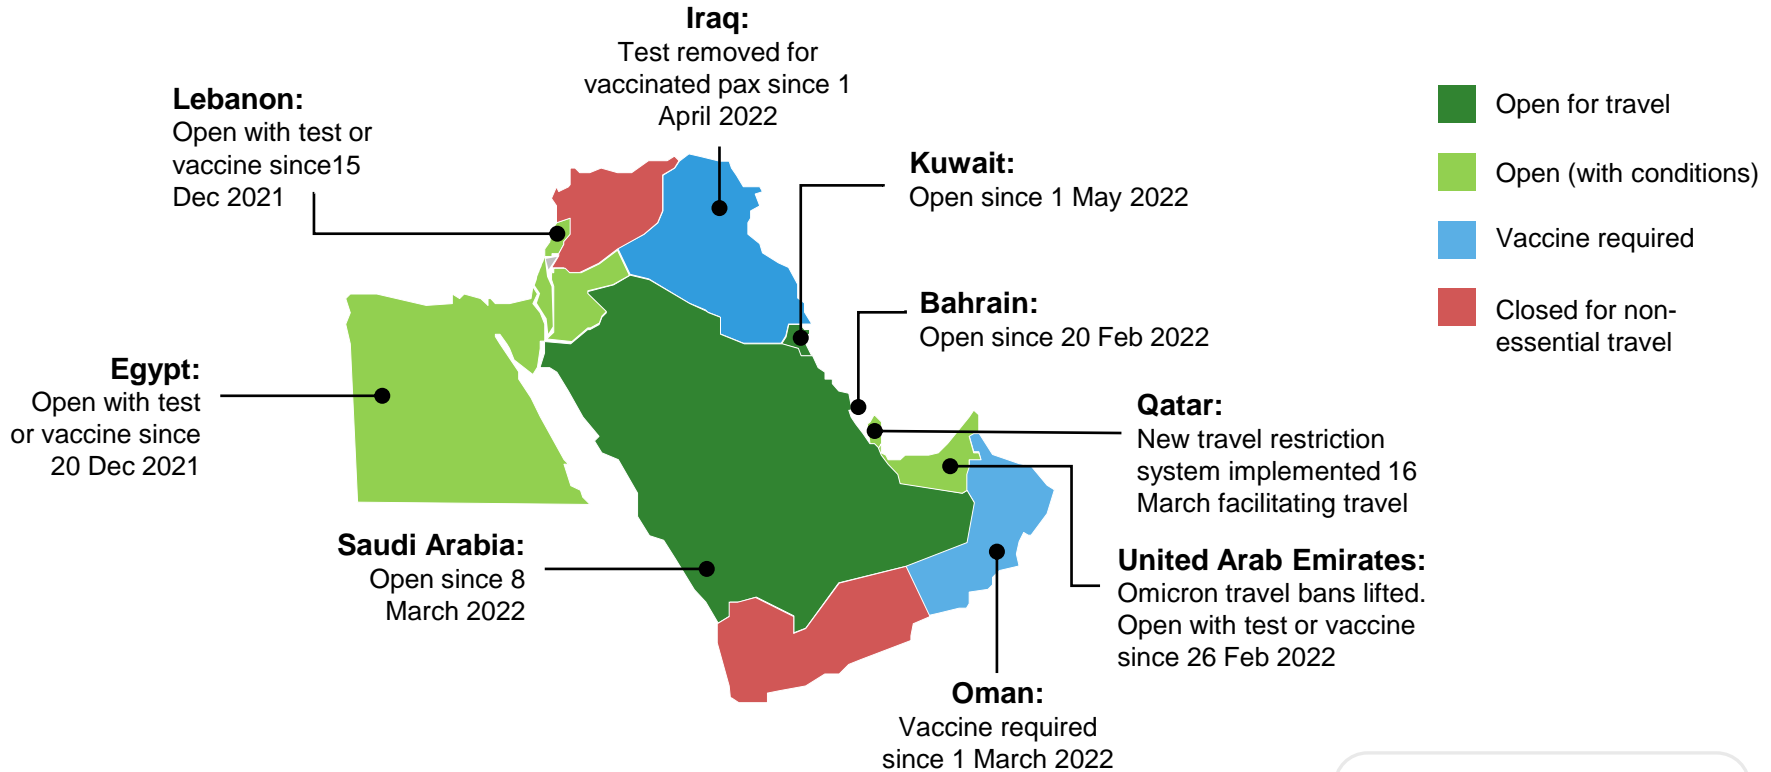 Iraq:
Test removed for
vaccinated pax since 1
April 2022
Lebanon:
Open with test or
vaccine since15
Dec 2021
Kuwait:
Open since 1 May 2022
Bahrain:
Open since 20 Feb 2022
Egypt:
Open with test
or vaccine since
20 Dec 2021
Qatar:
New travel restriction
system implemented 16
March facilitating travel
Saudi Arabia:
Open since 8
March 2022
United Arab Emirates:
Omicron travel bans lifted.
Open with test or vaccine
since 26 Feb 2022
Oman:
Vaccine required
since 1 March 2022
Open for travel
Open (with conditions)
Vaccine required
Closed for non-
essential travel